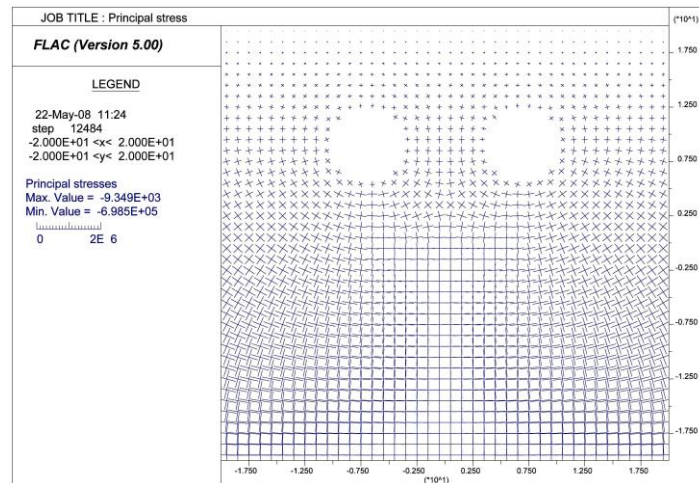 JOB TITLE : Principal stress
(*10^1)
FLAC (Version 5.00)
LEGEND
22-May-08 11:24
step 12484
-2.000E+01 <x< 2.000E+01
-2.000E+01 <y< 2.000E+01
Principal stresses
Max. Value = -9.349E+03
Min. Value = -6.985E+05
0 2E 6
1.750
1.250
0.750
0.250
-0.250
-0.750
-1.250
-1.750
-1.750 -1.250 -0.750 -0.250 0.250 0.750 1.250 1.750
(*10^1)